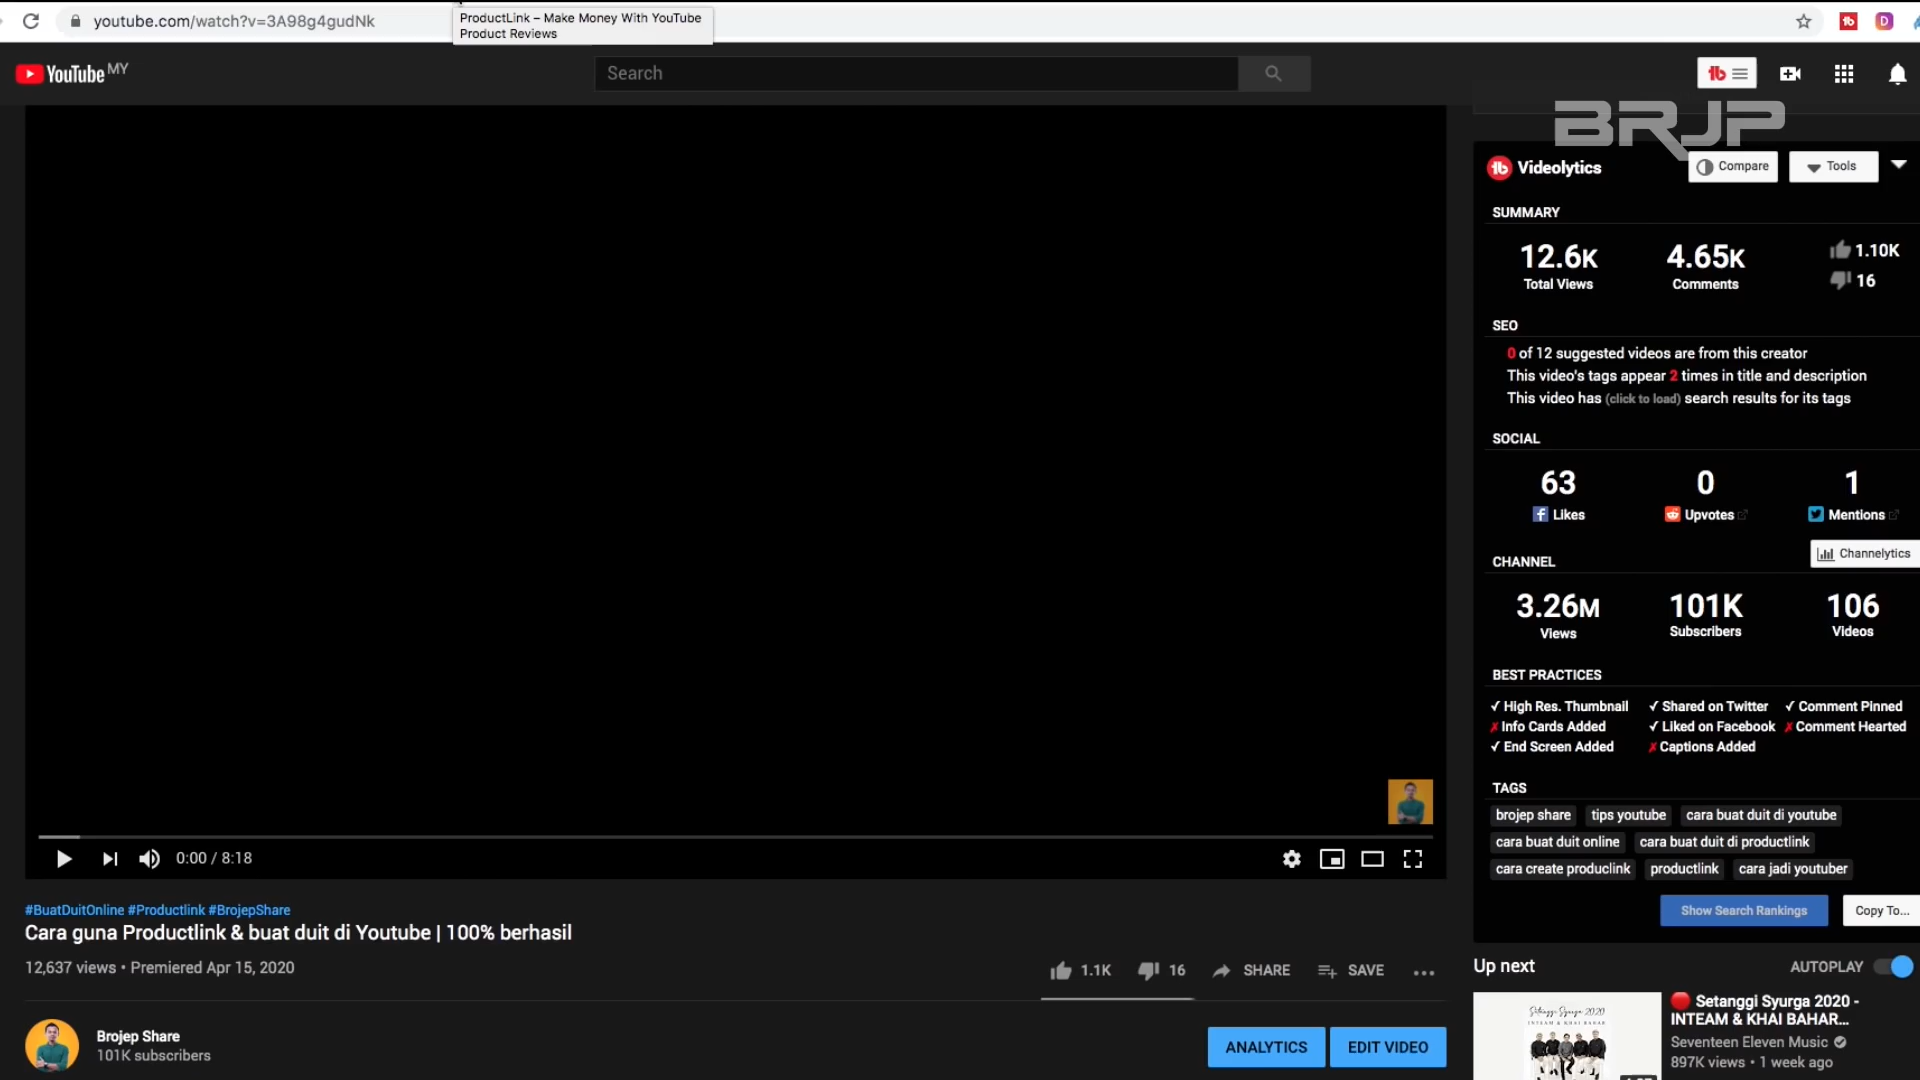 youtube.com/watch?v=3A98g4gudNk
ProductLink – Make Money With YouTube
Product Reviews
YouTube MY
Search
BRJP
Videolytics
Compare
Tools
SUMMARY
12.6K 4.65K 1.10K
Total Views Comments 16
SEO
0 of 12 suggested videos are from this creator
This video's tags appear 2 times in title and description
This video has (click to load) search results for its tags
SOCIAL
63 0 1
Likes Upvotes Mentions
CHANNEL
Channelytics
3.26M 101K 106
Views Subscribers Videos
BEST PRACTICES
✓ High Res. Thumbnail ✓ Shared on Twitter ✓ Comment Pinned
✗ Info Cards Added ✓ Liked on Facebook ✗ Comment Hearted
✓ End Screen Added ✗ Captions Added
TAGS
brojep share tips youtube cara buat duit di youtube
cara buat duit online cara buat duit di productlink
cara create produclink productlink cara jadi youtuber
Show Search Rankings Copy To...
0:00 / 8:18
#BuatDuitOnline #Productlink #BrojepShare
Cara guna Productlink & buat duit di Youtube | 100% berhasil
12,637 views • Premiered Apr 15, 2020
1.1K 16 SHARE SAVE
Brojep Share
101K subscribers
ANALYTICS EDIT VIDEO
Up next AUTOPLAY
Setanggi Syurga 2020
INTEAM & KHAI BAHAR
Setanggi Syurga 2020 -
INTEAM & KHAI BAHAR...
Seventeen Eleven Music
897K views • 1 week ago